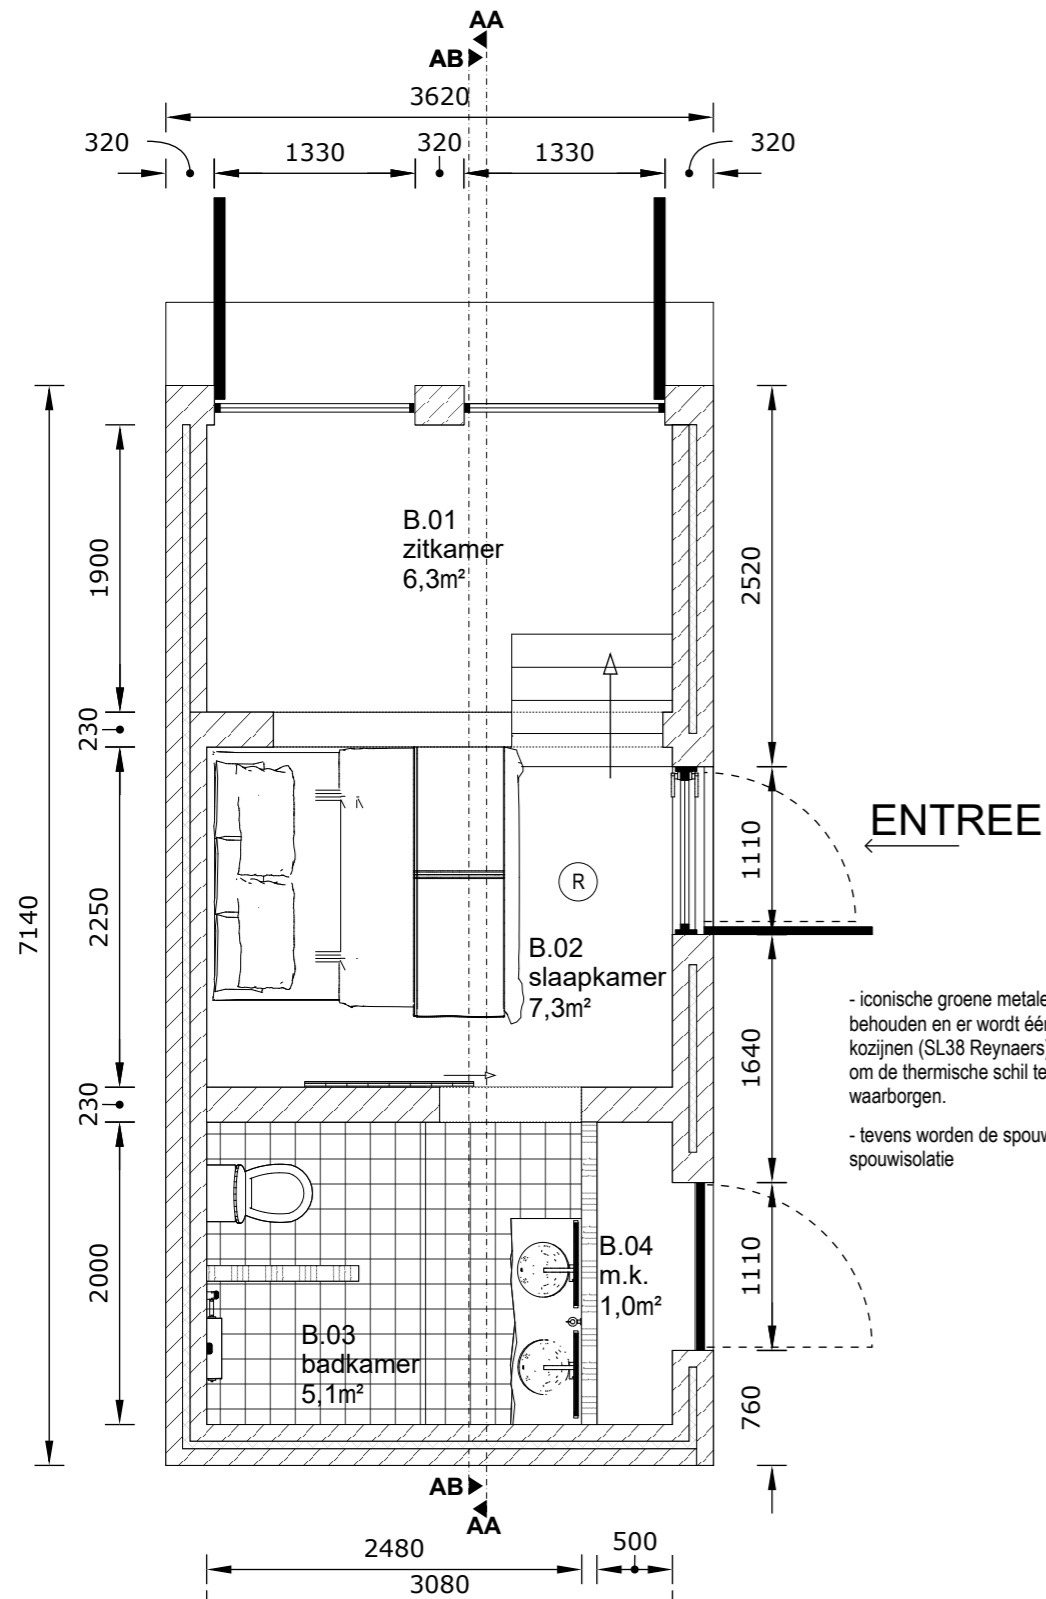 AA
AB
3620
320
1330
320
1330
320
B.01
zitkamer
6,3m²
1900
2520
230
7140
2250
1110
ENTREE
R
B.02
slaapkamer
7,3m²
- iconische groene metale
behouden en er wordt één
kozijnen (SL38 Reynaers)
om de thermische schil te
waarborgen.
- tevens worden de spouw
spouwisolatie
1640
230
2000
B.04
m.k.
1,0m²
1110
B.03
badkamer
5,1m²
760
AB
AA
2480
500
3080